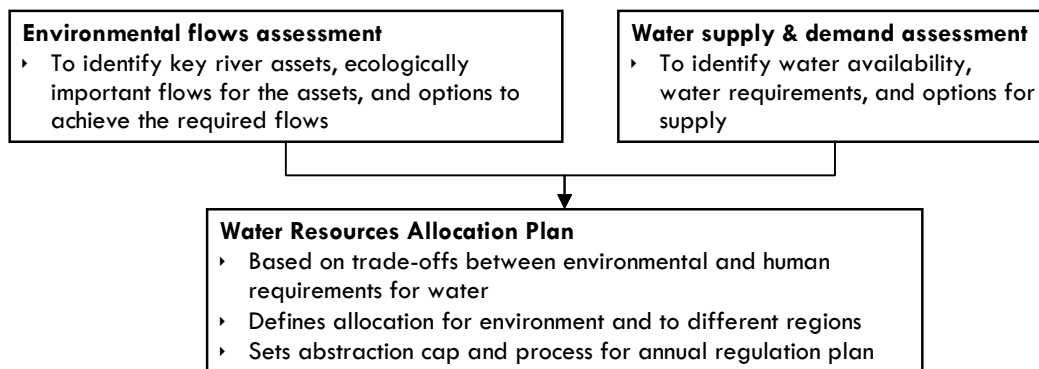 Environmental flows assessment
‣ To identify key river assets, ecologically
important flows for the assets, and options to
achieve the required flows
Water supply & demand assessment
‣ To identify water availability,
water requirements, and options for
supply
Water Resources Allocation Plan
‣ Based on trade-offs between environmental and human
requirements for water
‣ Defines allocation for environment and to different regions
‣ Sets abstraction cap and process for annual regulation plan